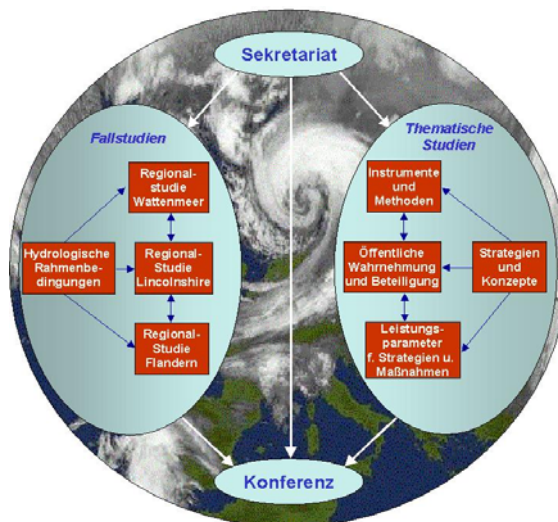 Sekretariat
Fallstudien
Regional-
studie
Wattenmeer
Hydrologische
Rahmenbe-
dingungen
Regional-
Studie
Lincolnshire
Regional-
Studie
Flandern
Thematische
Studien
Instrumente
und
Methoden
Öffentliche
Wahrnehmung
und Beteiligung
Strategien
und
Konzepte
Leistungs-
parameter
f. Strategien u.
Maßnahmen
Konferenz